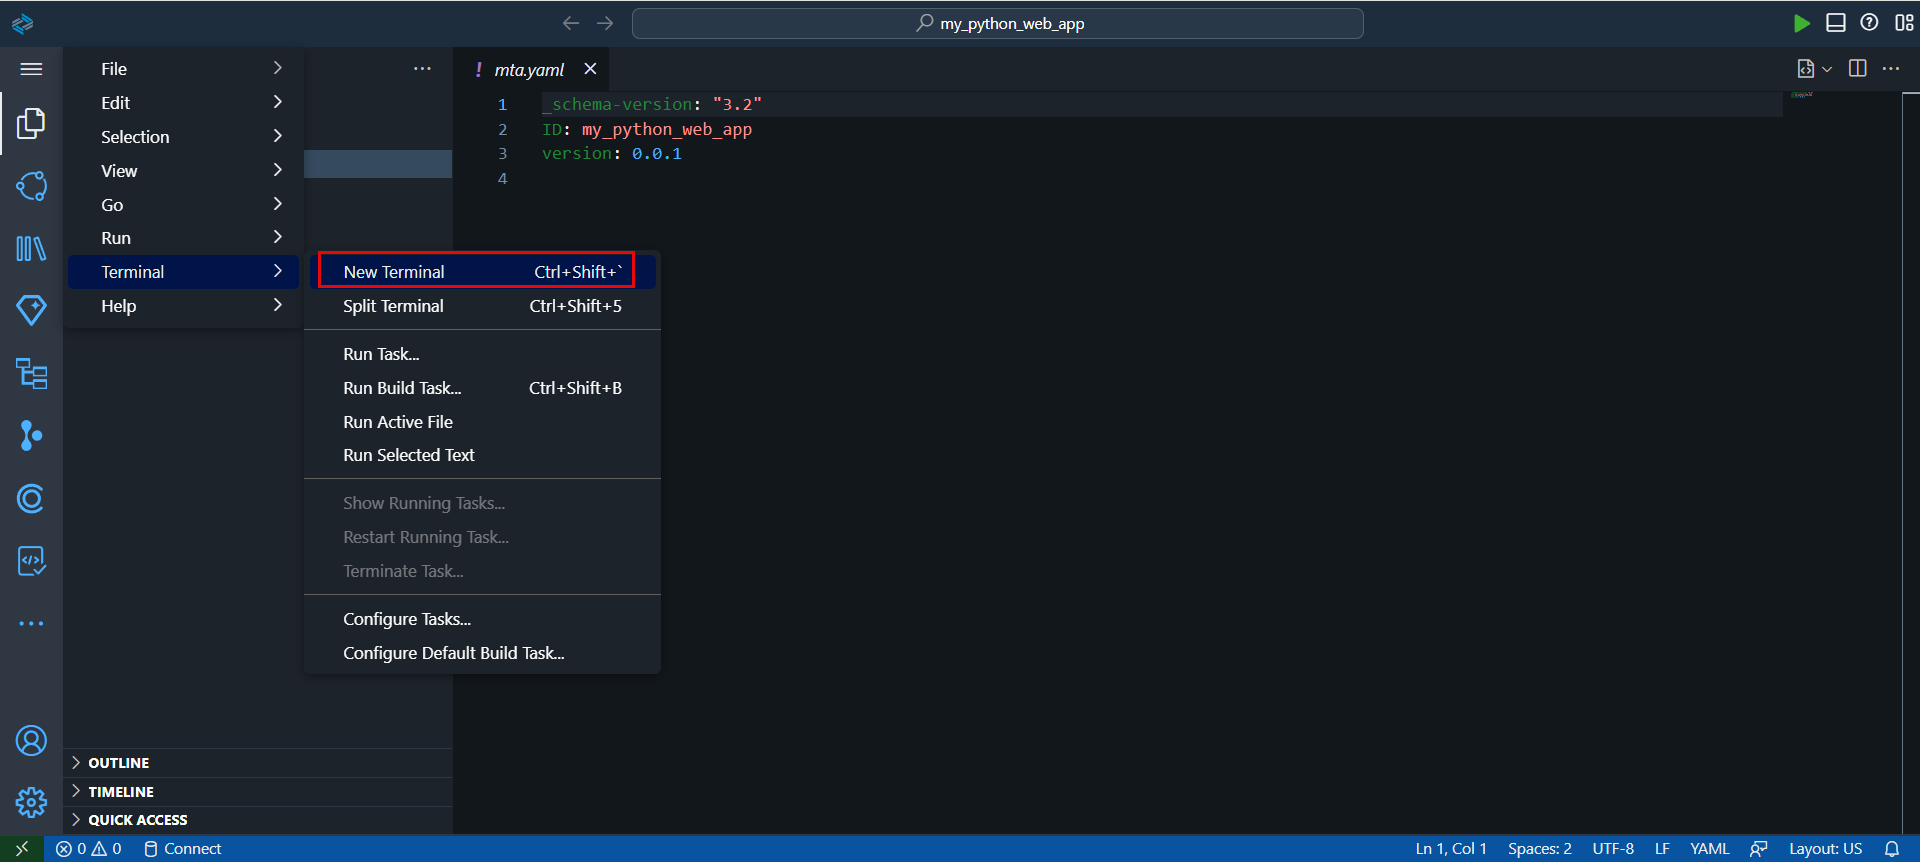 my_python_web_app
File
Edit
Selection
View
Go
Run
Terminal
Help
New Terminal Ctrl+Shift+`
Split Terminal Ctrl+Shift+5
Run Task...
Run Build Task... Ctrl+Shift+B
Run Active File
Run Selected Text
Show Running Tasks...
Restart Running Task...
Terminate Task...
Configure Tasks...
Configure Default Build Task...
! mta.yaml
1 _schema-version: "3.2"
2 ID: my_python_web_app
3 version: 0.0.1
4
OUTLINE
TIMELINE
QUICK ACCESS
0 0 Connect Ln 1, Col 1 Spaces: 2 UTF-8 LF YAML Layout: US